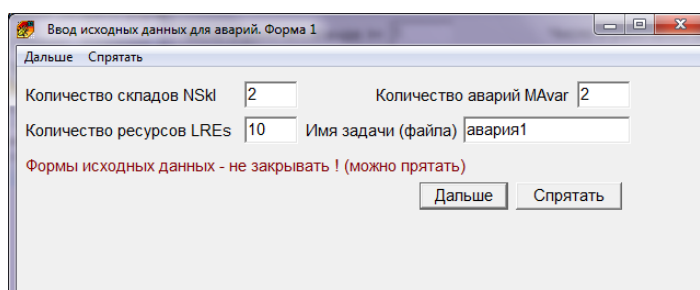 Ввод исходных данных для аварий. Форма 1
Дальше Спрятать
Количество складов NSkl 2 Количество аварий MAvar 2
Количество ресурсов LREs 10 Имя задачи (файла) авария1
Формы исходных данных - не закрывать ! (можно прятать)
Дальше Спрятать